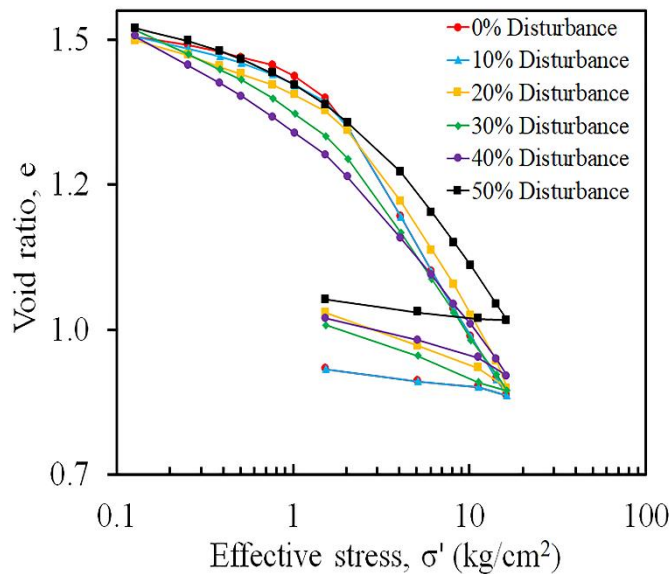 1.5
1.2
1.0
0.7
Void ratio, e
0% Disturbance
10% Disturbance
20% Disturbance
30% Disturbance
40% Disturbance
50% Disturbance
0.1 1 10 100
Effective stress, σ' (kg/cm²)